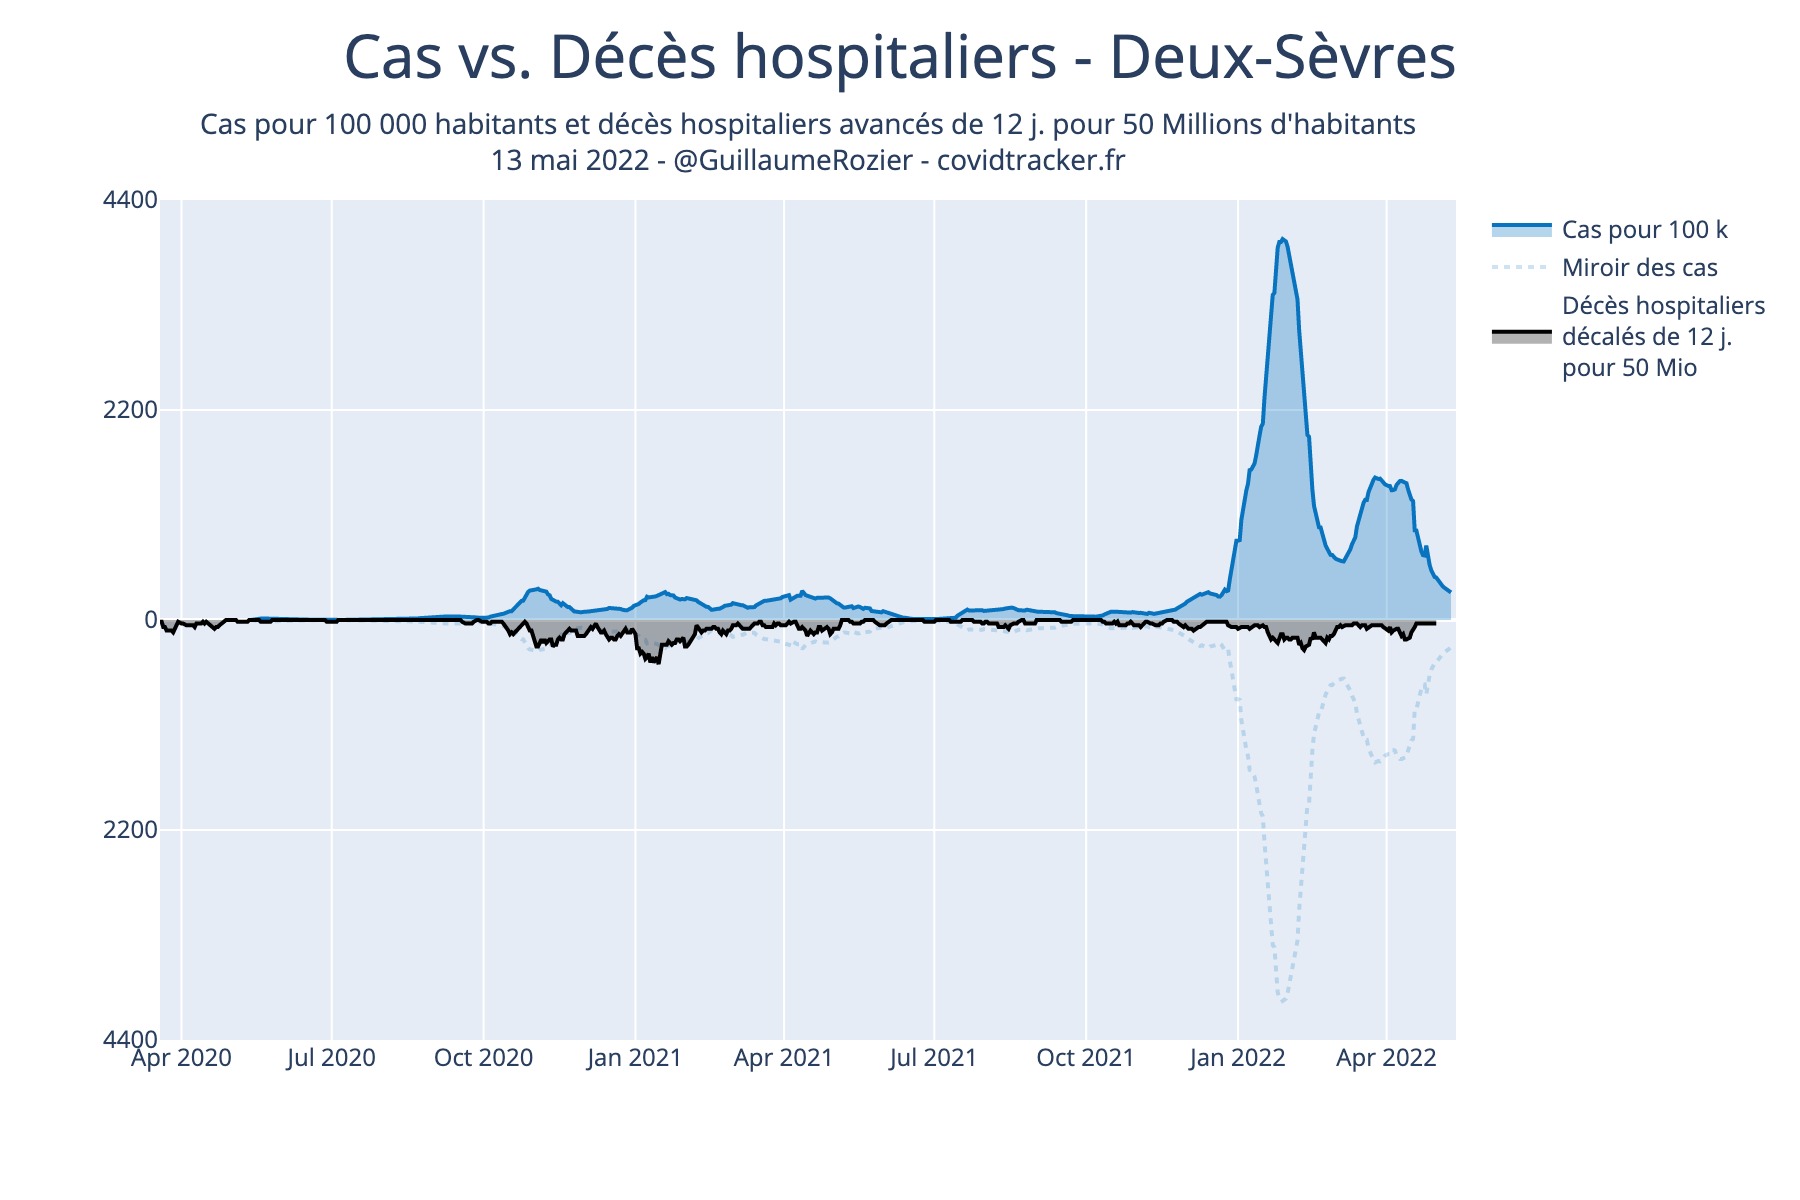 Cas vs. Décès hospitaliers - Deux-Sèvres
Cas pour 100 000 habitants et décès hospitaliers avancés de 12 j. pour 50 Millions d'habitants
13 mai 2022 - @GuillaumeRozier - covidtracker.fr
4400
2200
0
2200
4400
Apr 2020
Jul 2020
Oct 2020
Jan 2021
Apr 2021
Jul 2021
Oct 2021
Jan 2022
Apr 2022
Cas pour 100 k
Miroir des cas
Décès hospitaliers
décalés de 12 j.
pour 50 Mio